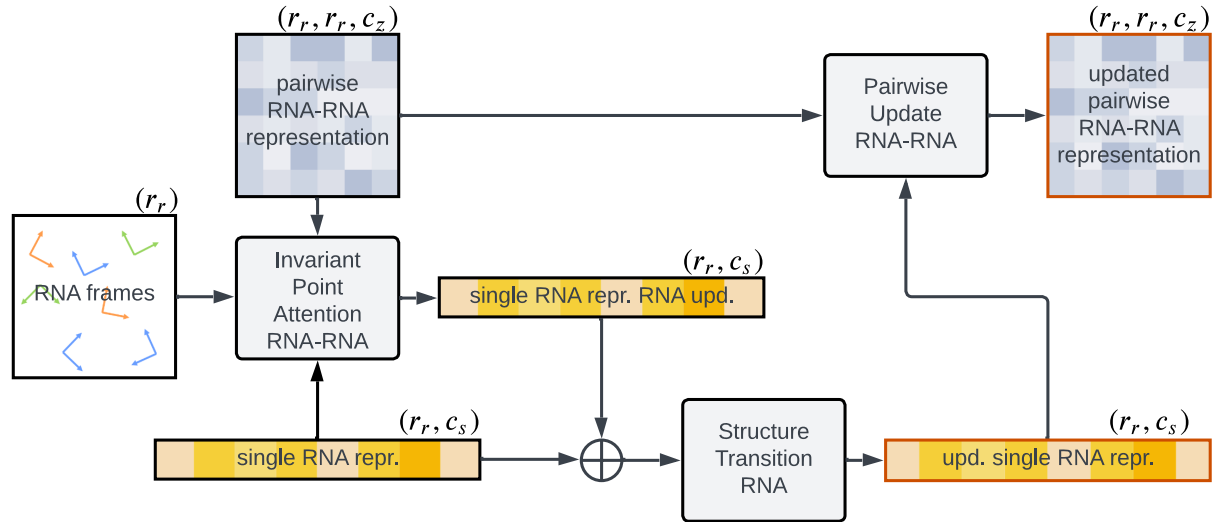 (r_r, r_r, c_z)
pairwise
RNA-RNA
representation
Pairwise
Update
RNA-RNA
(r_r, r_r, c_z)
updated
pairwise
RNA-RNA
representation
(r_r)
RNA frames
Invariant
Point
Attention
RNA-RNA
(r_r, c_s)
single RNA repr. RNA upd.
(r_r, c_s)
single RNA repr.
Structure
Transition
RNA
(r_r, c_s)
upd. single RNA repr.